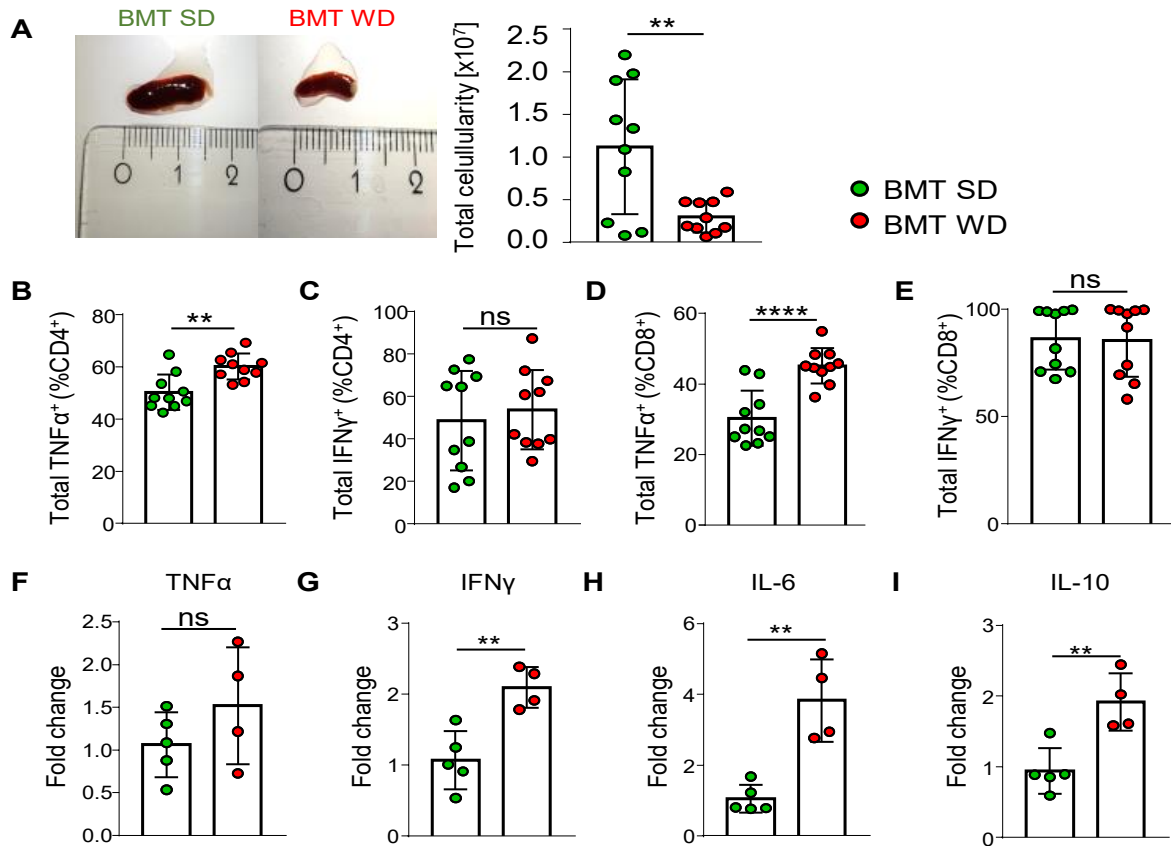 A
BMT SD
BMT WD
0 1 2
0 1 2
Total celullularity [x10⁷]
2.5
2.0
1.5
1.0
0.5
0.0
**
BMT SD
BMT WD
B
Total TNFα⁺ (%CD4⁺)
80
60
40
20
0
**
C
Total IFNγ⁺ (%CD4⁺)
100
80
60
40
20
0
ns
D
Total TNFα⁺ (%CD8⁺)
80
60
40
20
0
****
E
Total IFNγ⁺ (%CD8⁺)
100
50
0
ns
F
TNFα
Fold change
2.5
2.0
1.5
1.0
0.5
0.0
ns
G
IFNγ
Fold change
3
2
1
0
**
H
IL-6
Fold change
6
4
2
0
**
I
IL-10
Fold change
3
2
1
0
**